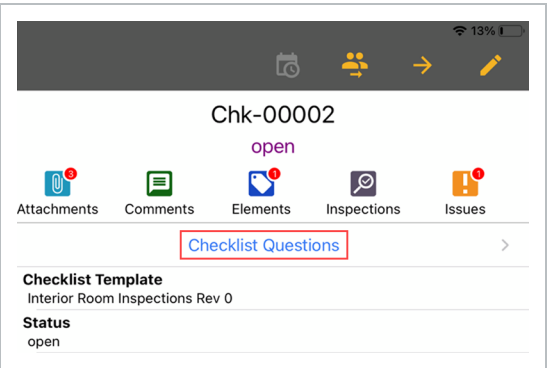 13%
Chk-00002
open
3
1
1
Attachments Comments Elements Inspections Issues
Checklist Questions
Checklist Template
Interior Room Inspections Rev 0
Status
open